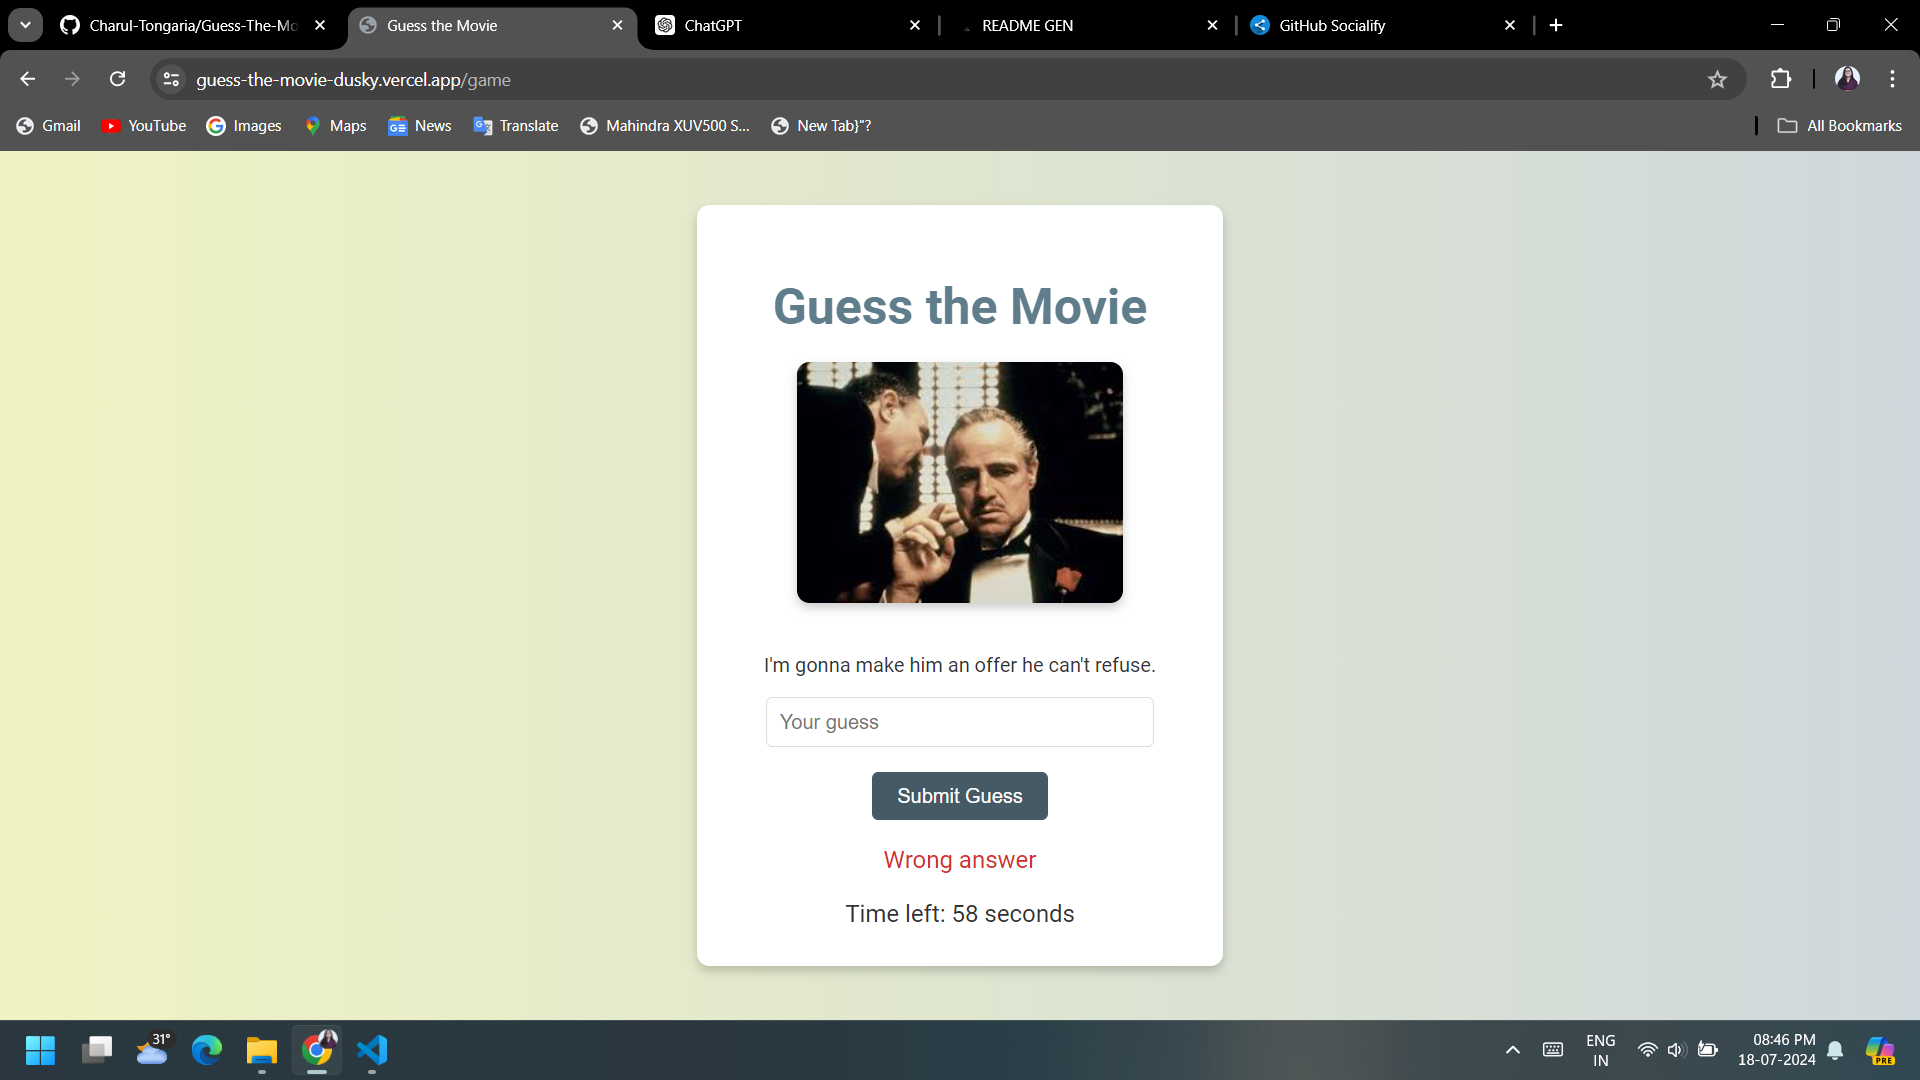 Charul-Tongaria/Guess-The-Mo
Guess the Movie
ChatGPT
README GEN
GitHub Socialify
guess-the-movie-dusky.vercel.app/game
Gmail
YouTube
Images
Maps
News
Translate
Mahindra XUV500 S...
New Tab}"?
All Bookmarks
Guess the Movie
I'm gonna make him an offer he can't refuse.
Your guess
Submit Guess
Wrong answer
Time left: 58 seconds
31°
ENG
IN
08:46 PM
18-07-2024
PRE